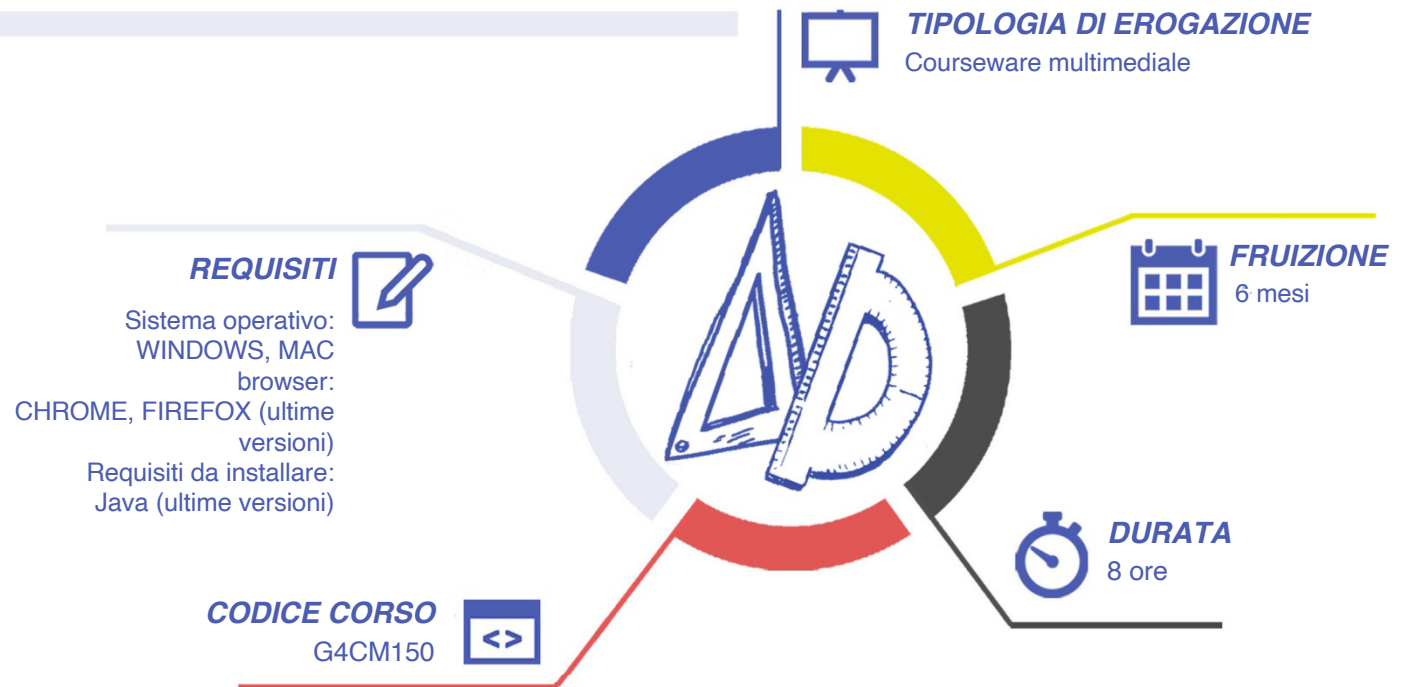 TIPOLOGIA DI EROGAZIONE
Courseware multimediale
REQUISITI
Sistema operativo:
WINDOWS, MAC
browser:
CHROME, FIREFOX (ultime
versioni)
Requisiti da installare:
Java (ultime versioni)
FRUIZIONE
6 mesi
DURATA
8 ore
CODICE CORSO
<>
G4CM150